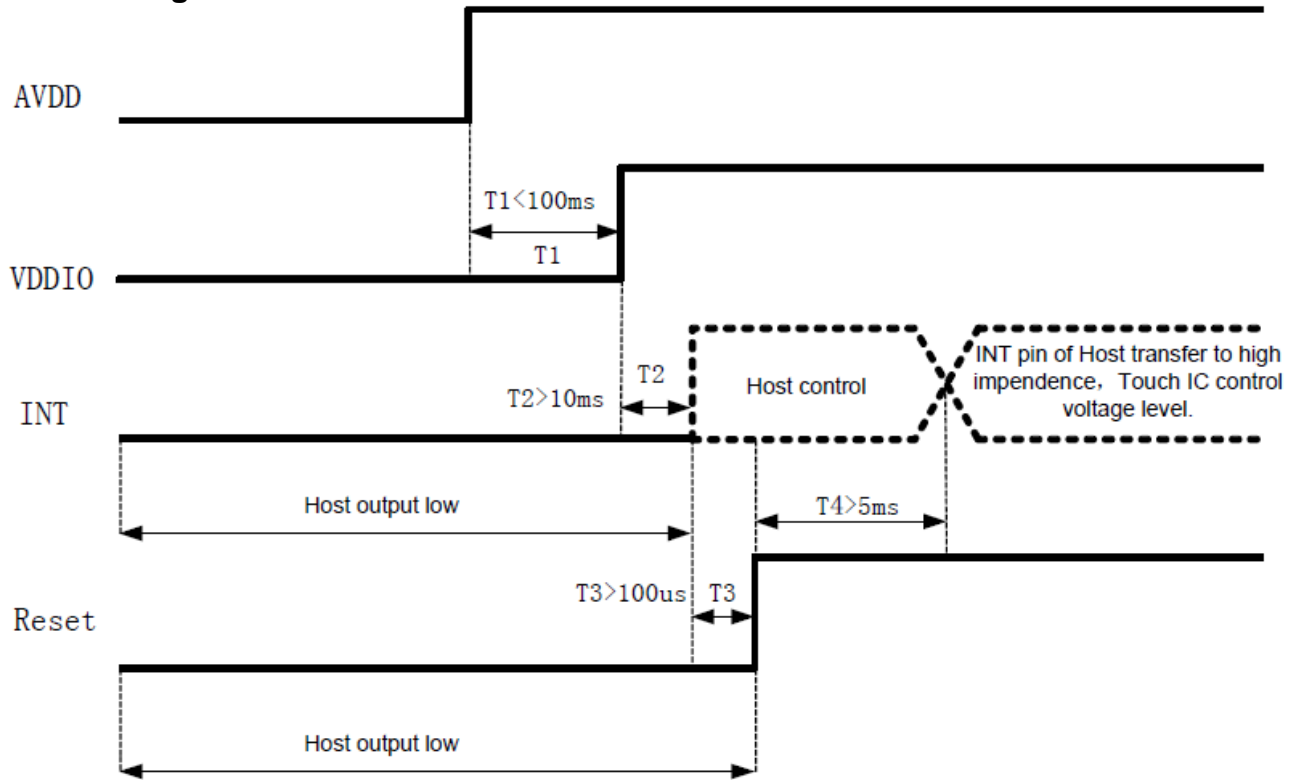 AVDD
T1<100ms
T1
VDDIO
INT pin of Host transfer to high
impendence，Touch IC control
voltage level.
T2
Host control
T2>10ms
INT
Host output low
T4>5ms
T3>100us
T3
Reset
Host output low